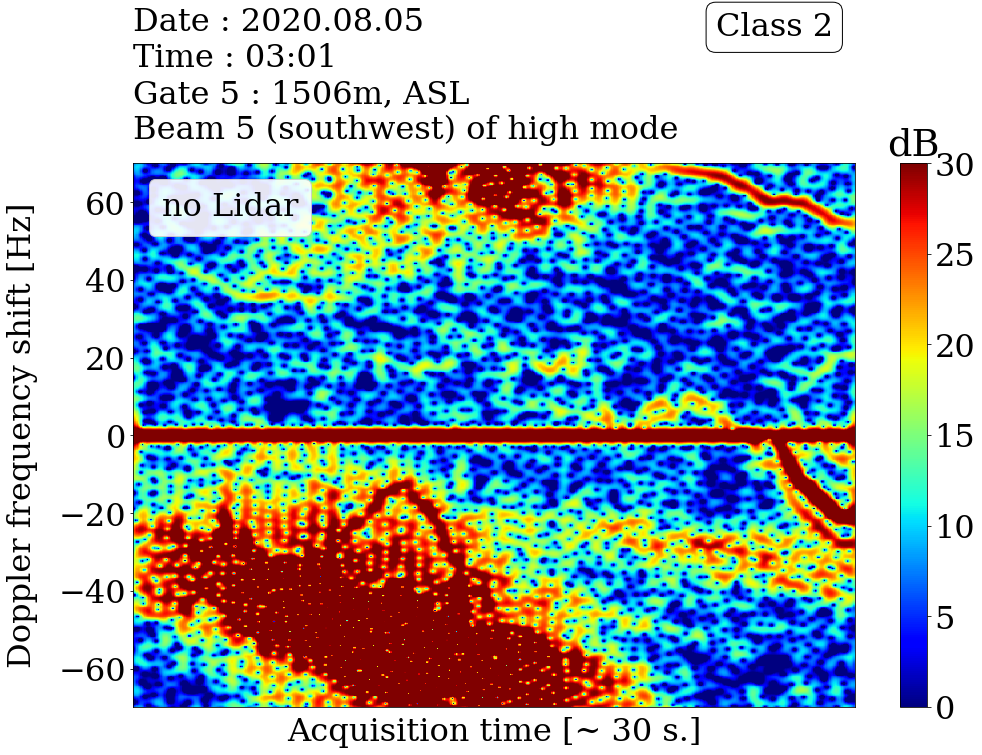 Date : 2020.08.05
Time : 03:01
Gate 5 : 1506m, ASL
Beam 5 (southwest) of high mode
Class 2
no Lidar
dB
Doppler frequency shift [Hz]
60
40
20
0
−20
−40
−60
30
25
20
15
10
5
0
Acquisition time [~ 30 s.]